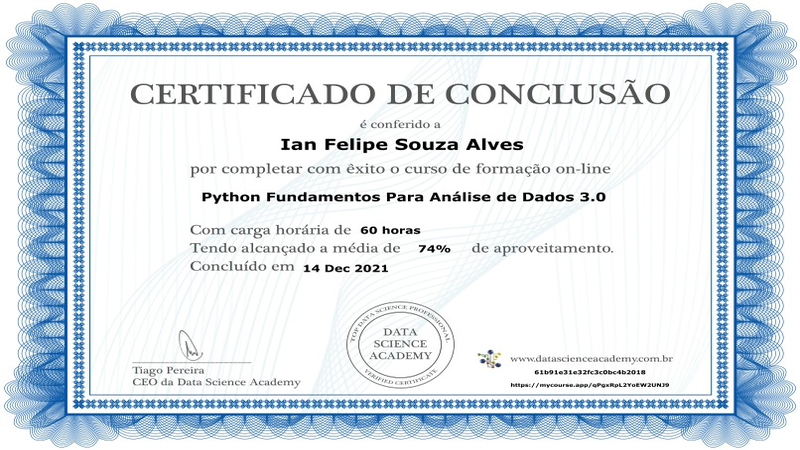 CERTIFICADO DE CONCLUSÃO
é conferido a
Ian Felipe Souza Alves
por completar com êxito o curso de formação on-line
Python Fundamentos Para Análise de Dados 3.0
Com carga horária de 60 horas
Tendo alcançado a média de 74% de aproveitamento.
Concluído em 14 Dec 2021
TOP DATA SCIENCE PROFESSIONAL
DATA
SCIENCE
ACADEMY
VERIFIED CERTIFICATE
Tiago Pereira
CEO da Data Science Academy
www.datascienceacademy.com.br
61b91e31e32fc3c0bc4b2018
https://mycourse.app/qPgxRpL2YoEW2UNJ9